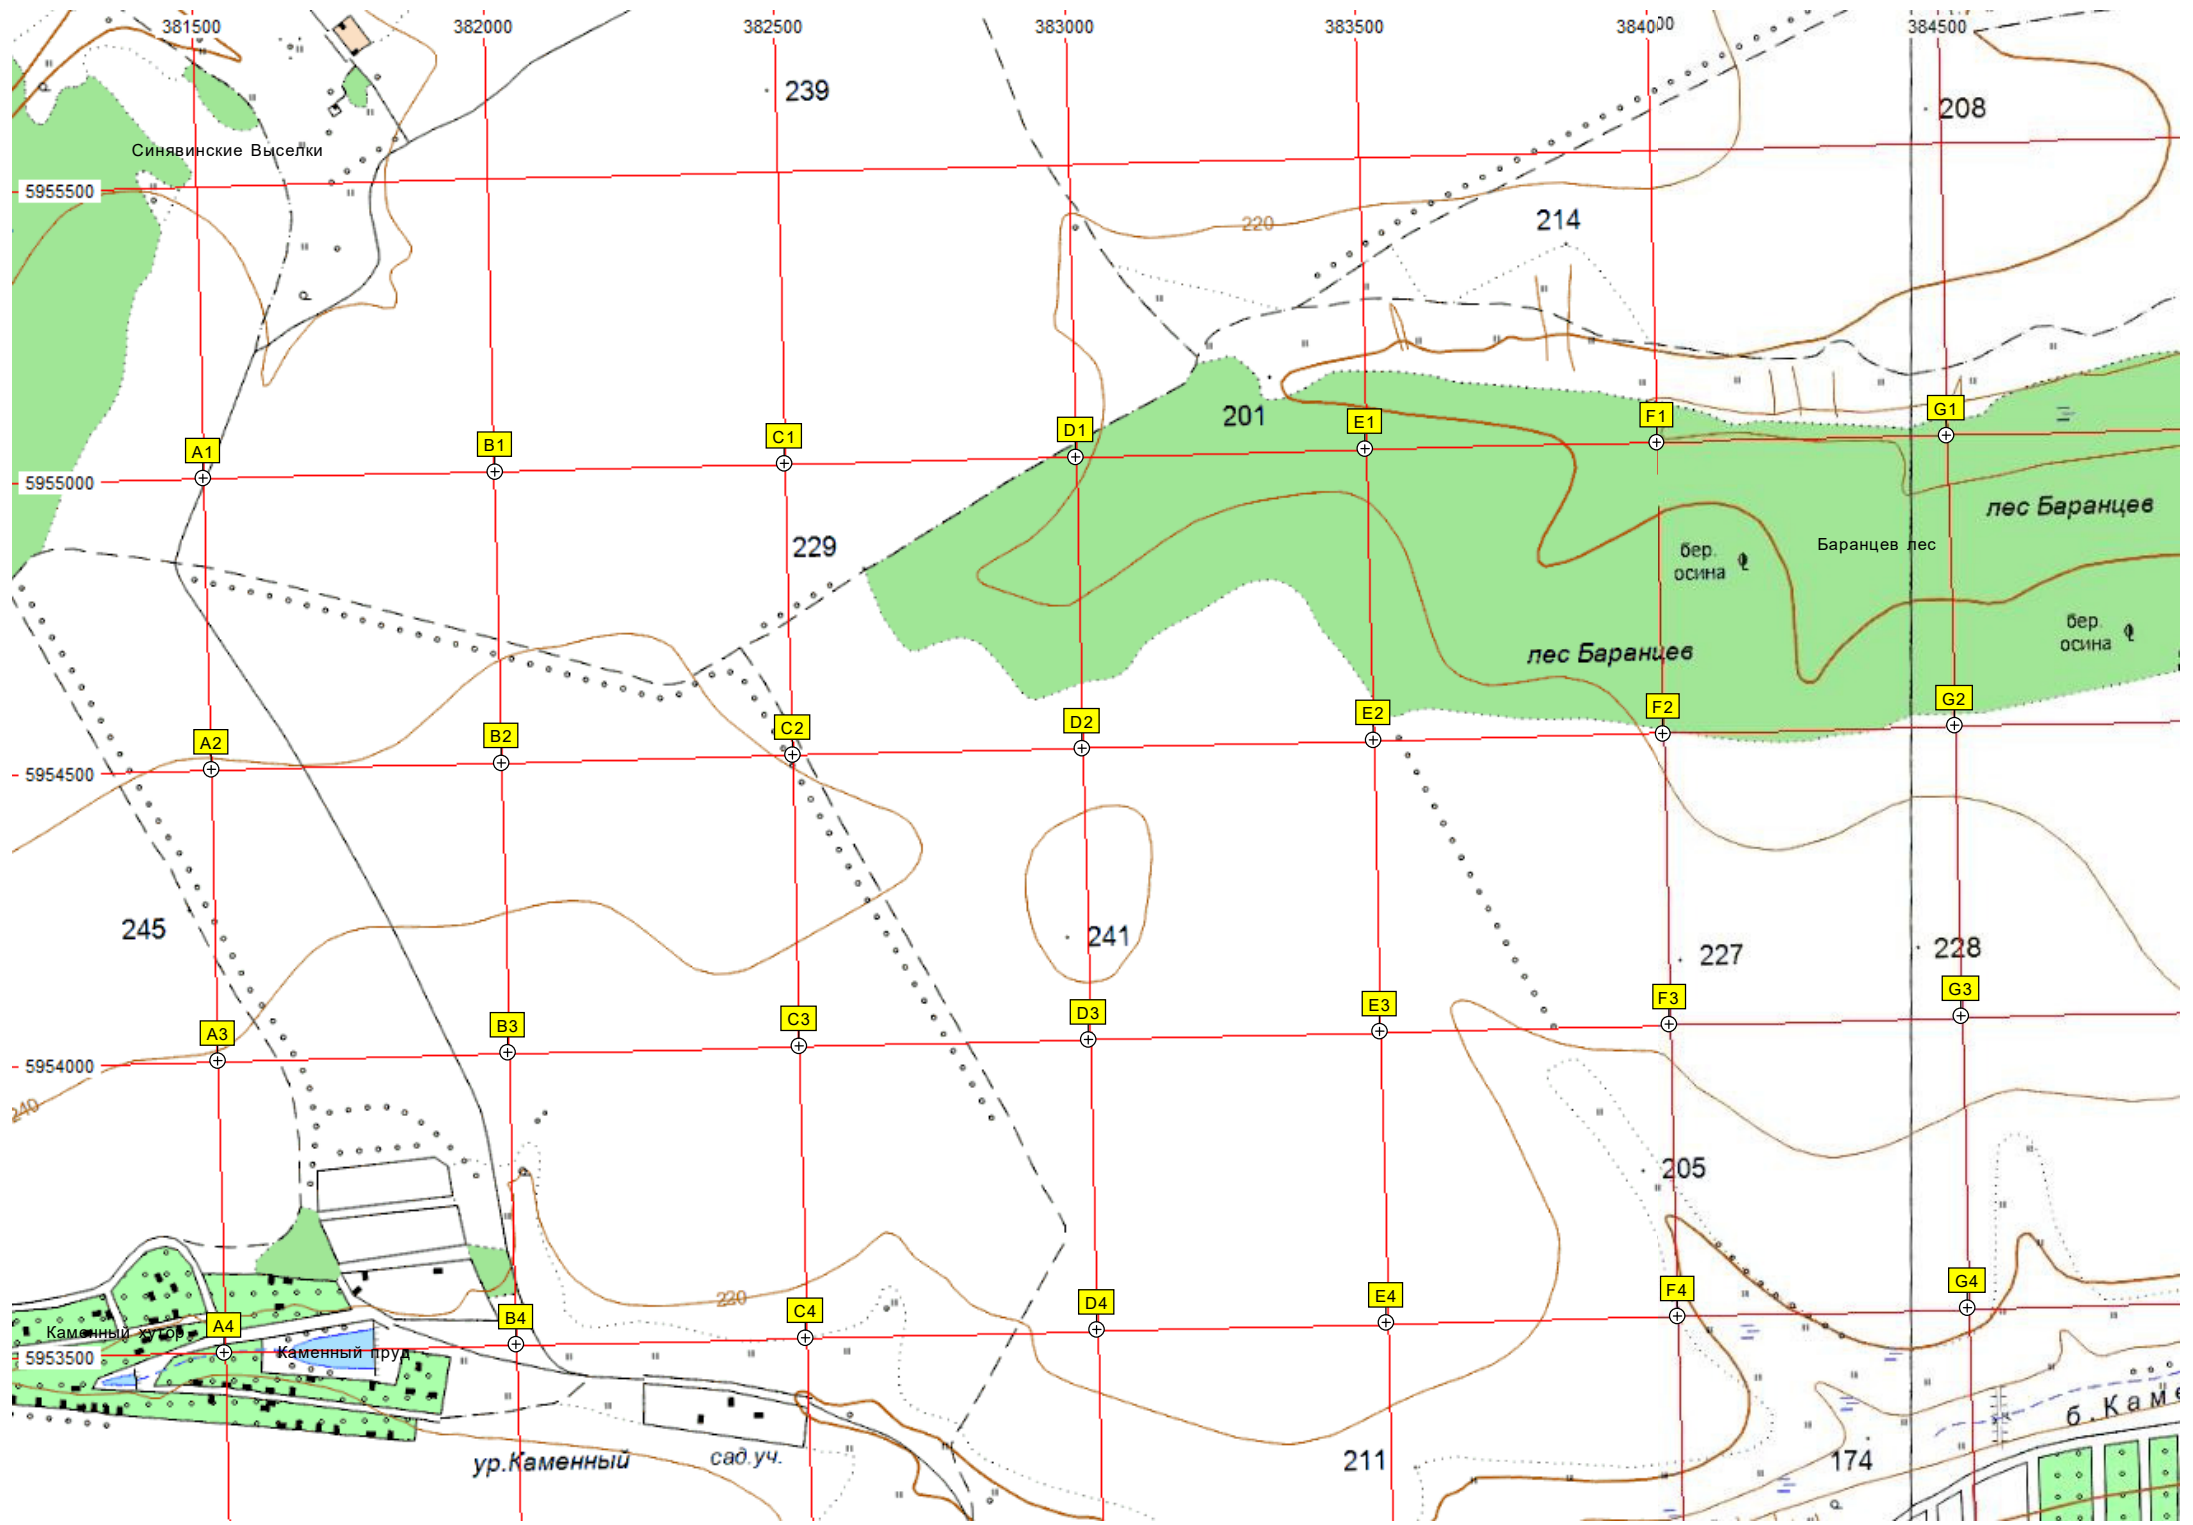 381500 382000 382500 383000 383500 384000 384500
239
208
Синявинские Выселки
5955500
220
214
201
A1 B1 C1 D1 E1 F1 G1
5955000
лес Баранцев
229
бер.
осина
Баранцев лес
бер.
осина
лес Баранцев
A2 B2 C2 D2 E2 F2 G2
5954500
245
241
227
228
A3 B3 C3 D3 E3 F3 G3
5954000
240
205
220
A4 B4 C4 D4 E4 F4 G4
Каменный хутор
Каменный пруд
5953500
б.Каме
ур.Каменный
сад.уч.
211
174